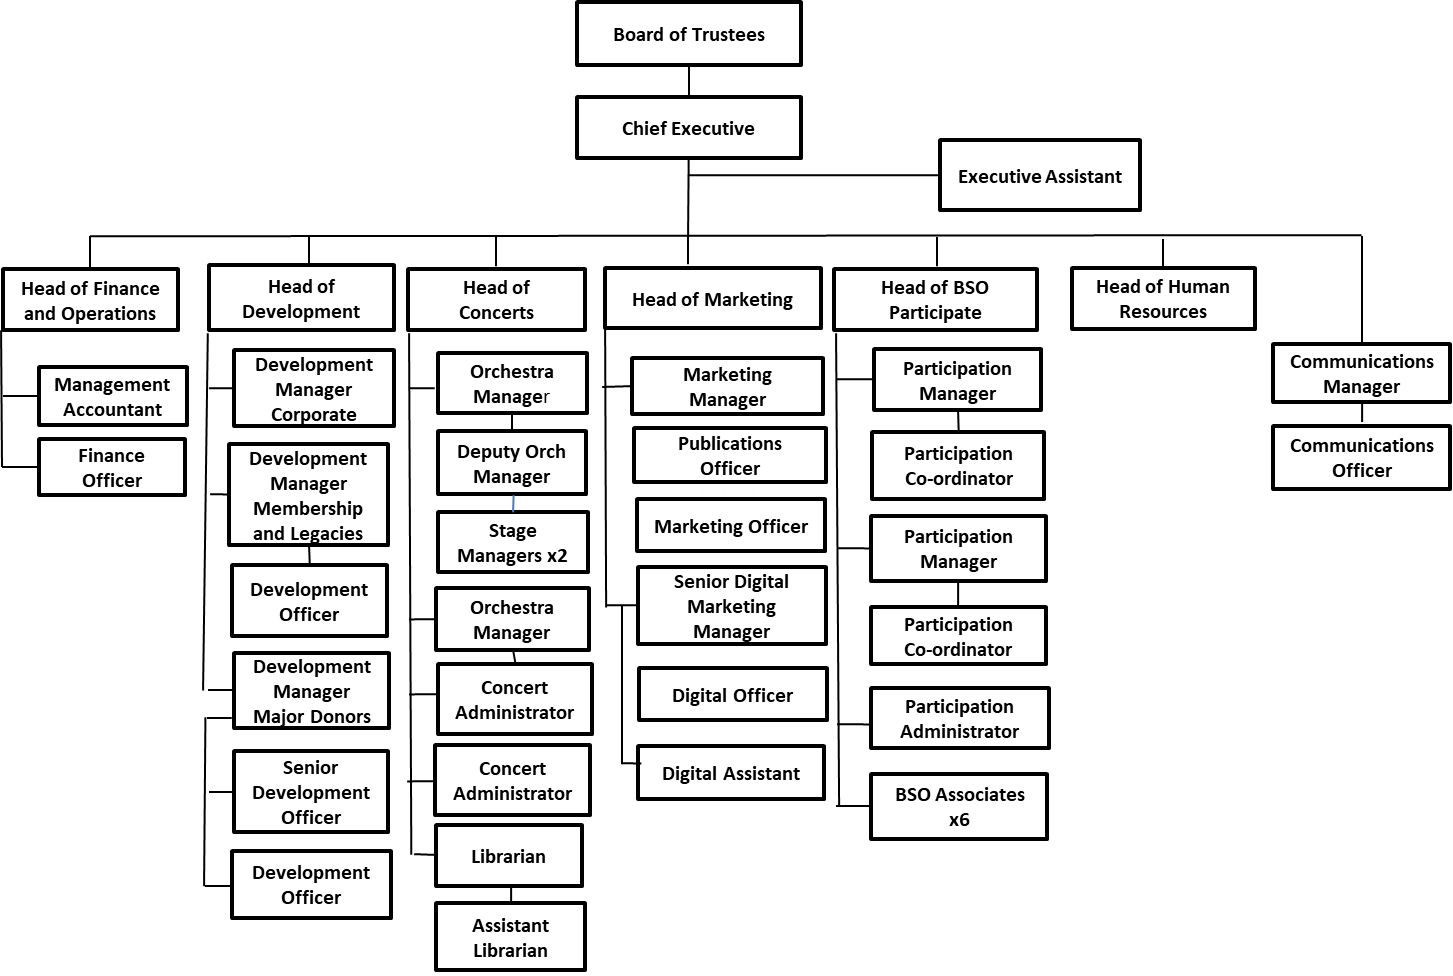 Board of Trustees
Chief Executive
Executive Assistant
Head of Finance
and Operations
Management
Accountant
Finance
Officer
Head of
Development
Development
Manager
Corporate
Development
Manager
Membership
and Legacies
Development
Officer
Development
Manager
Major Donors
Senior
Development
Officer
Development
Officer
Head of
Concerts
Orchestra
Manager
Deputy Orch
Manager
Stage
Managers x2
Orchestra
Manager
Concert
Administrator
Concert
Administrator
Librarian
Assistant
Librarian
Head of Marketing
Marketing
Manager
Publications
Officer
Marketing Officer
Senior Digital
Marketing
Manager
Digital Officer
Digital Assistant
Head of BSO
Participate
Participation
Manager
Participation
Co-ordinator
Participation
Manager
Participation
Co-ordinator
Participation
Administrator
BSO Associates
x6
Head of Human
Resources
Communications
Manager
Communications
Officer